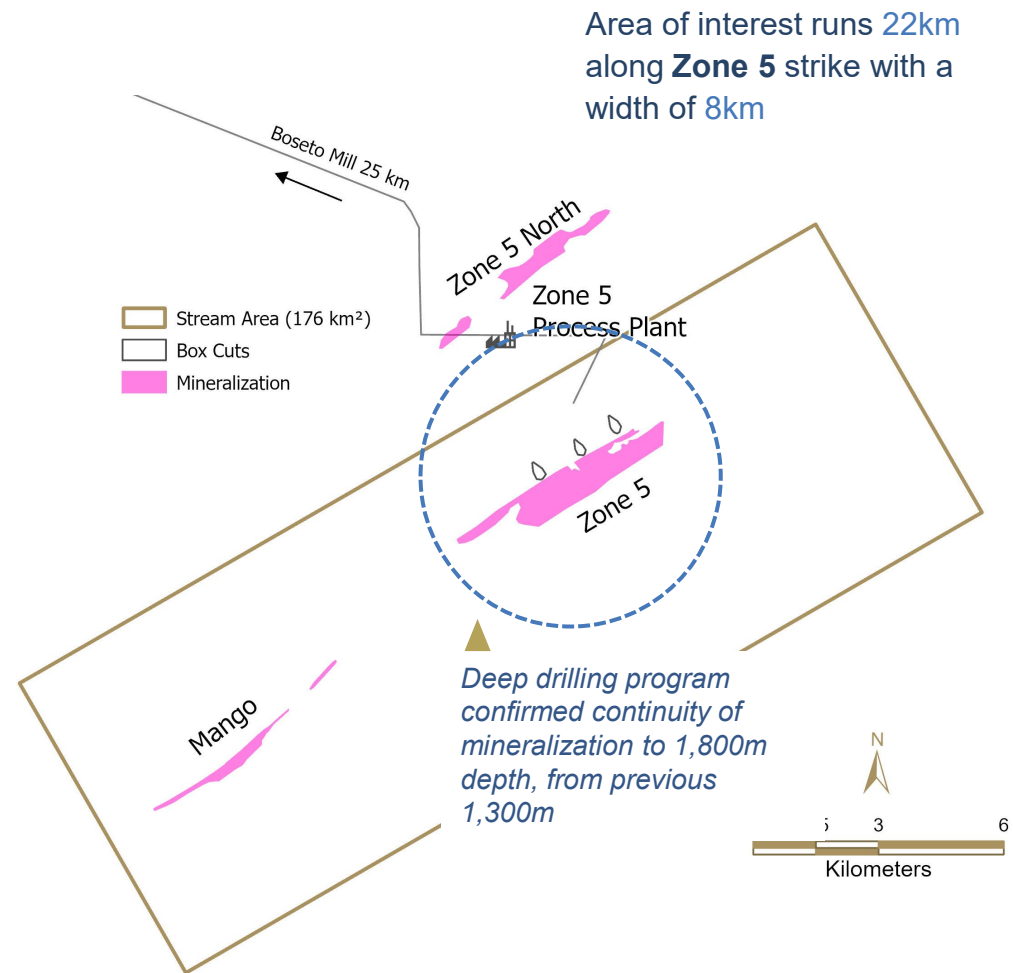 Area of interest runs 22km
along Zone 5 strike with a
width of 8km
Boseto Mill 25 km
Zone 5 North
Zone 5
Process Plant
Stream Area (176 km²)
Box Cuts
Mineralization
Zone 5
Mango
Deep drilling program
confirmed continuity of
mineralization to 1,800m
depth, from previous
1,300m
N
3 6
Kilometers